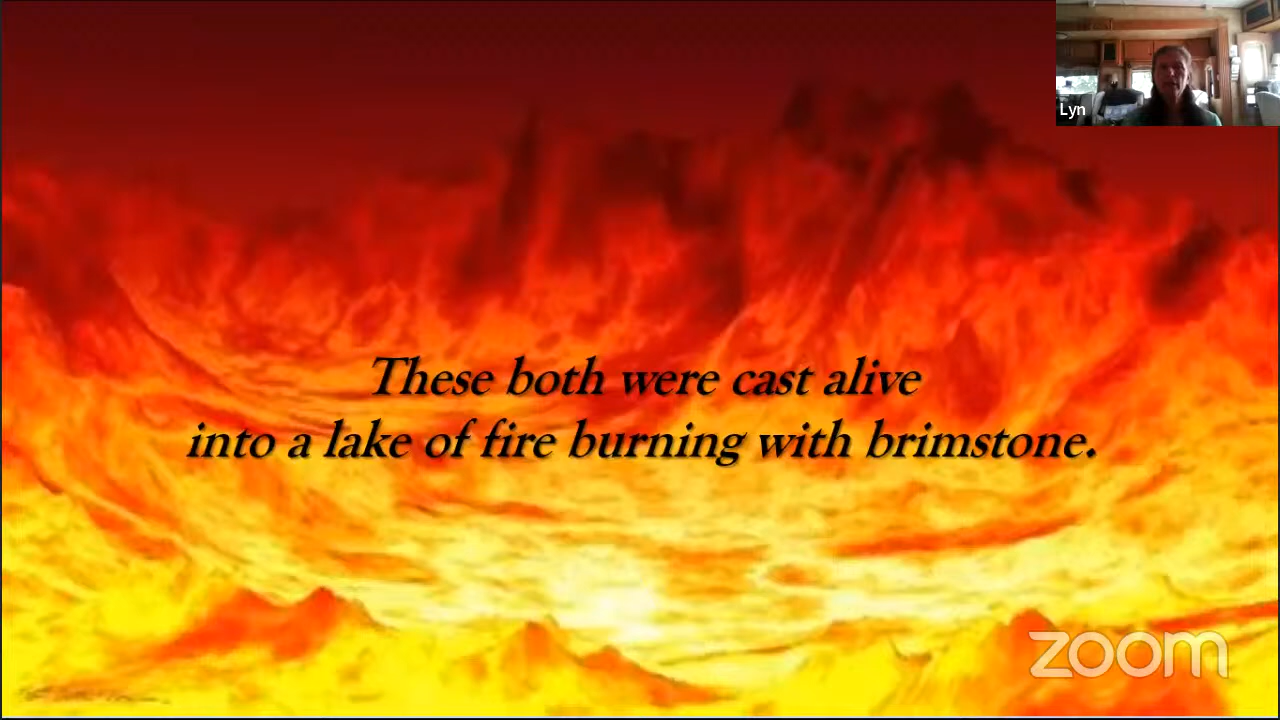 Lyn
These both were cast alive
into a lake of fire burning with brimstone.
zoom